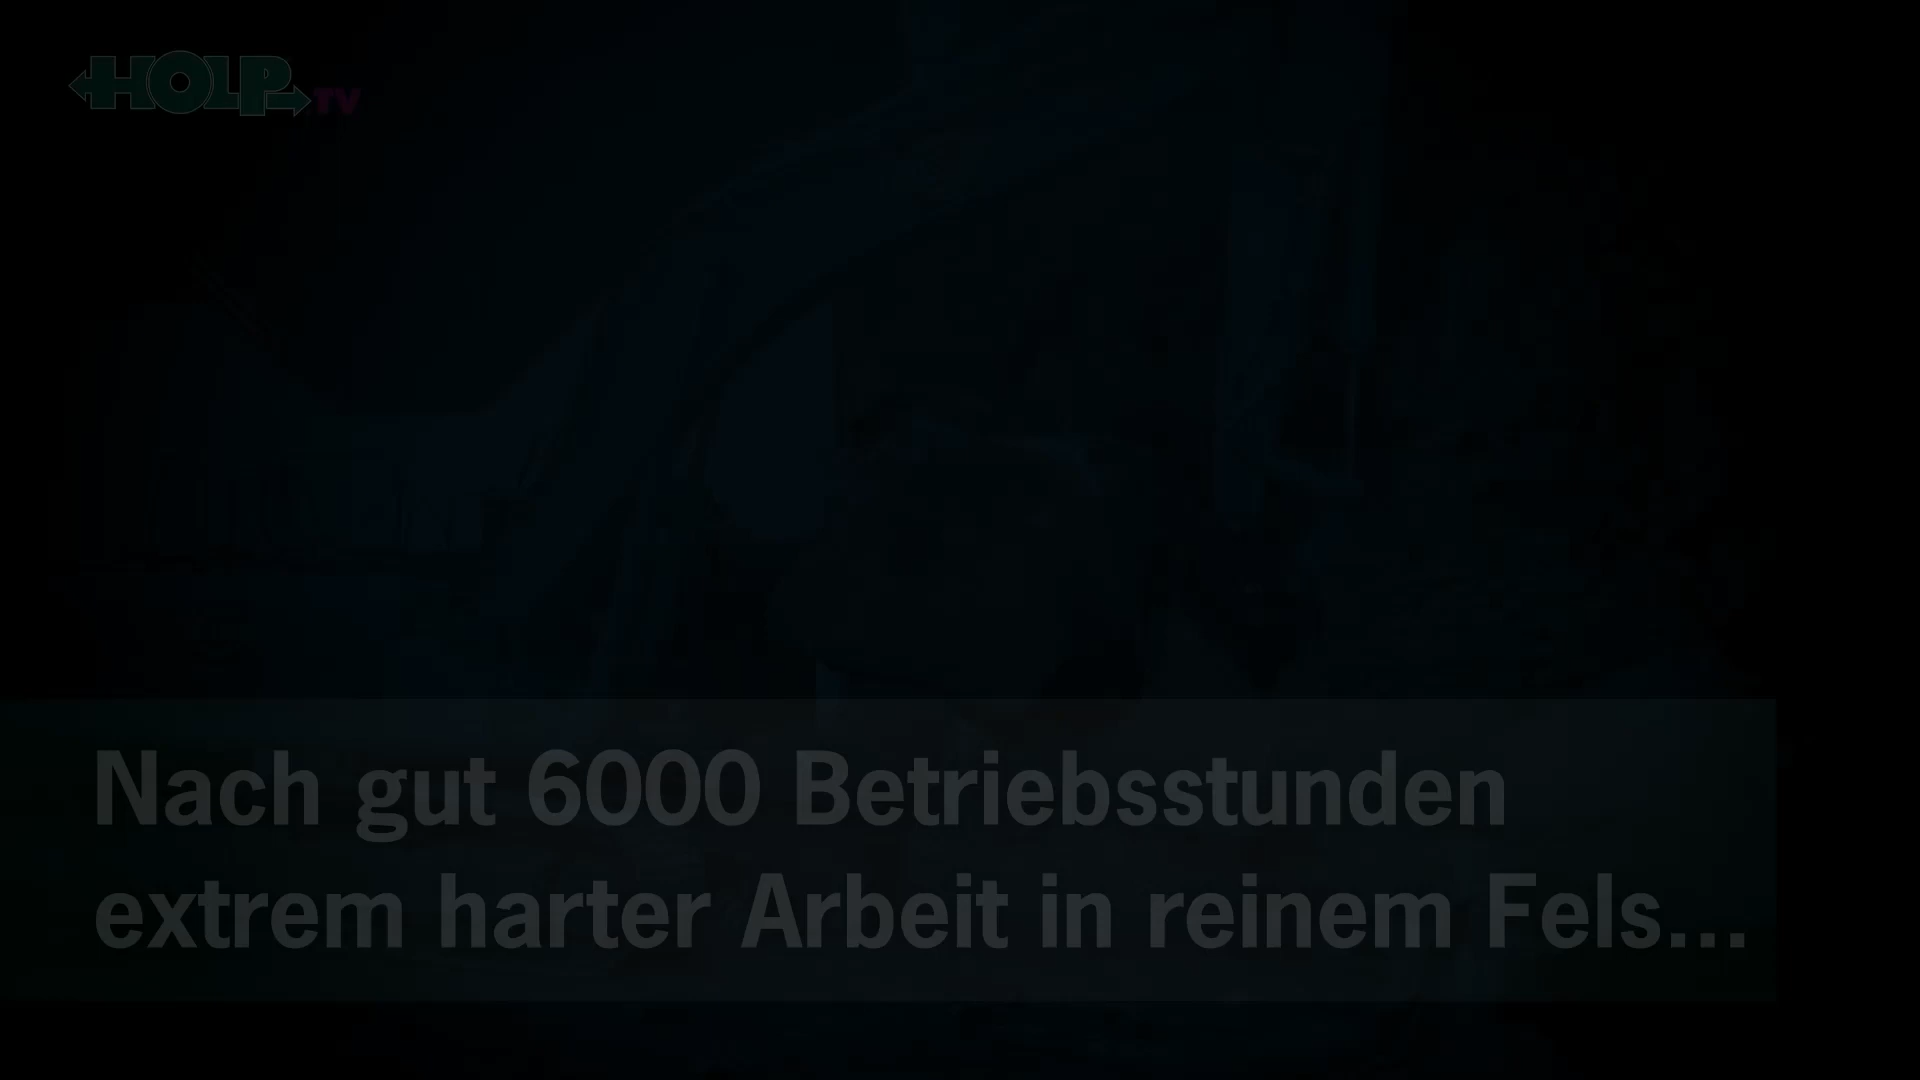 HOLP.TV
Nach gut 6000 Betriebsstunden
extrem harter Arbeit in reinem Fels...